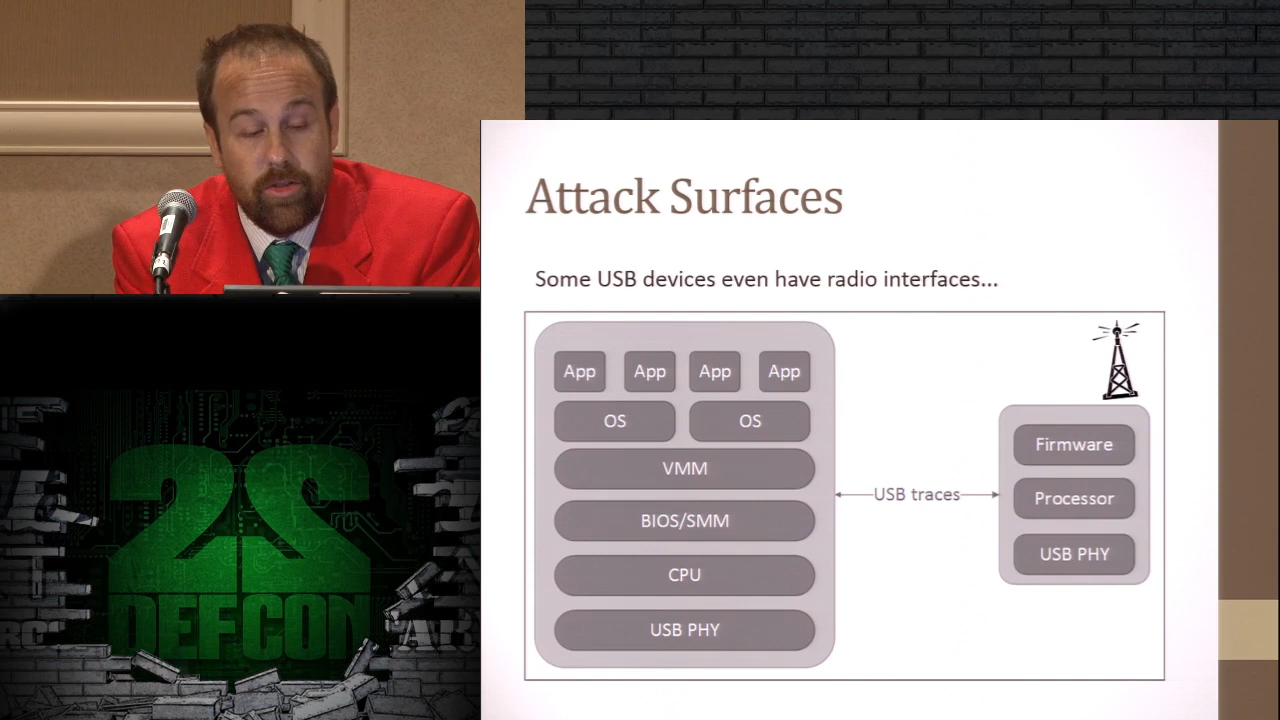 Attack Surfaces
Some USB devices even have radio interfaces...
App App App App
OS OS
VMM
BIOS/SMM
CPU
USB PHY
USB traces
Firmware
Processor
USB PHY
22
DEFCON